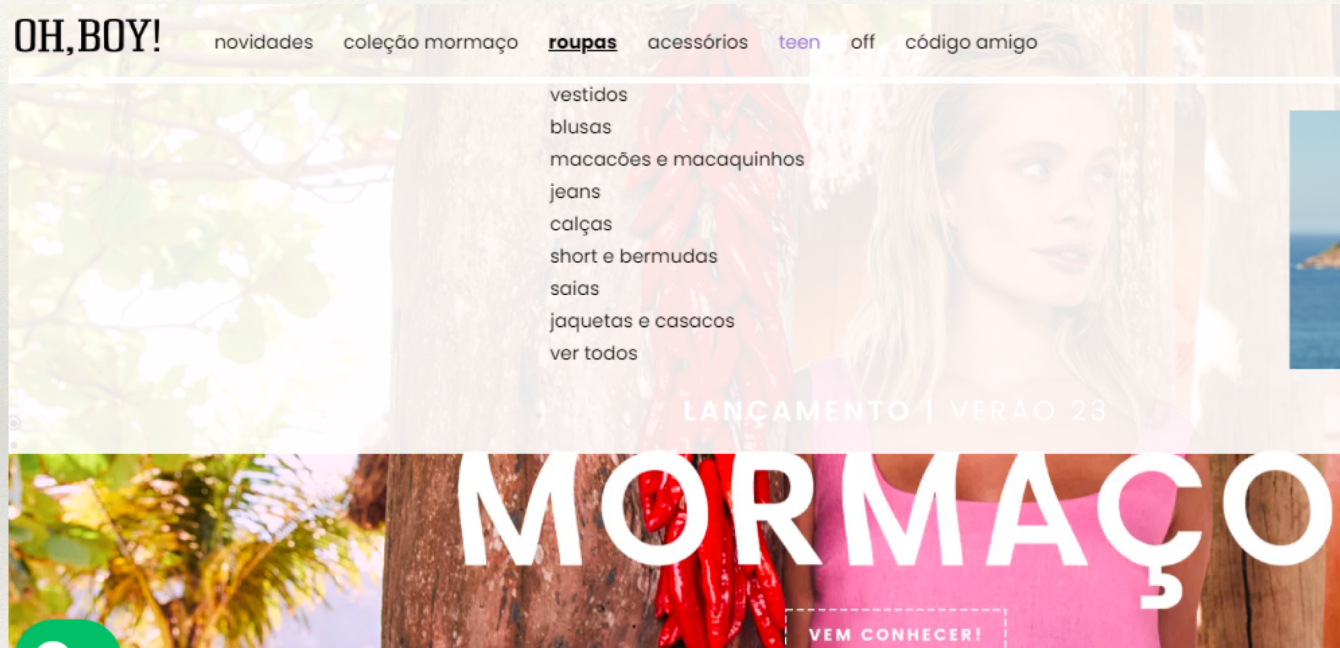 OH,BOY!
novidades coleção mormaço roupas acessórios teen off código amigo
vestidos
blusas
macacões e macaquinhos
jeans
calças
short e bermudas
saias
jaquetas e casacos
ver todos
LANÇAMENTO | VERÃO 23
MORMAÇO
VEM CONHECER!